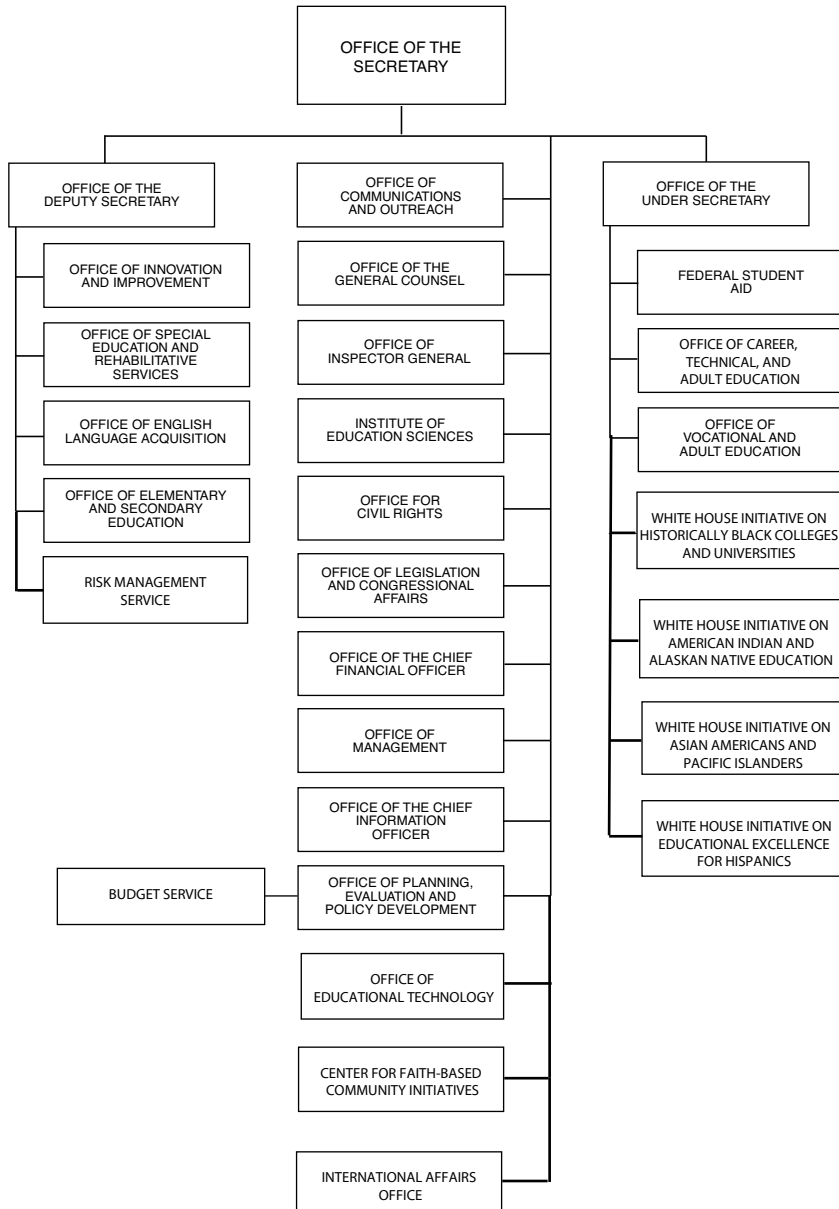 OFFICE OF THE
SECRETARY
OFFICE OF THE
DEPUTY SECRETARY
OFFICE OF INNOVATION
AND IMPROVEMENT
OFFICE OF SPECIAL
EDUCATION AND
REHABILITATIVE
SERVICES
OFFICE OF ENGLISH
LANGUAGE ACQUISITION
OFFICE OF ELEMENTARY
AND SECONDARY
EDUCATION
RISK MANAGEMENT
SERVICE
OFFICE OF
COMMUNICATIONS
AND OUTREACH
OFFICE OF THE
GENERAL COUNSEL
OFFICE OF
INSPECTOR GENERAL
INSTITUTE OF
EDUCATION SCIENCES
OFFICE FOR
CIVIL RIGHTS
OFFICE OF LEGISLATION
AND CONGRESSIONAL
AFFAIRS
OFFICE OF THE CHIEF
FINANCIAL OFFICER
OFFICE OF
MANAGEMENT
OFFICE OF THE CHIEF
INFORMATION
OFFICER
BUDGET SERVICE
OFFICE OF PLANNING,
EVALUATION AND
POLICY DEVELOPMENT
OFFICE OF
EDUCATIONAL TECHNOLOGY
CENTER FOR FAITH-BASED
COMMUNITY INITIATIVES
INTERNATIONAL AFFAIRS
OFFICE
OFFICE OF THE
UNDER SECRETARY
FEDERAL STUDENT
AID
OFFICE OF CAREER,
TECHNICAL, AND
ADULT EDUCATION
OFFICE OF
VOCATIONAL AND
ADULT EDUCATION
WHITE HOUSE INITIATIVE ON
HISTORICALLY BLACK COLLEGES
AND UNIVERSITIES
WHITE HOUSE INITIATIVE ON
AMERICAN INDIAN AND
ALASKAN NATIVE EDUCATION
WHITE HOUSE INITIATIVE ON
ASIAN AMERICANS AND
PACIFIC ISLANDERS
WHITE HOUSE INITIATIVE ON
EDUCATIONAL EXCELLENCE
FOR HISPANICS